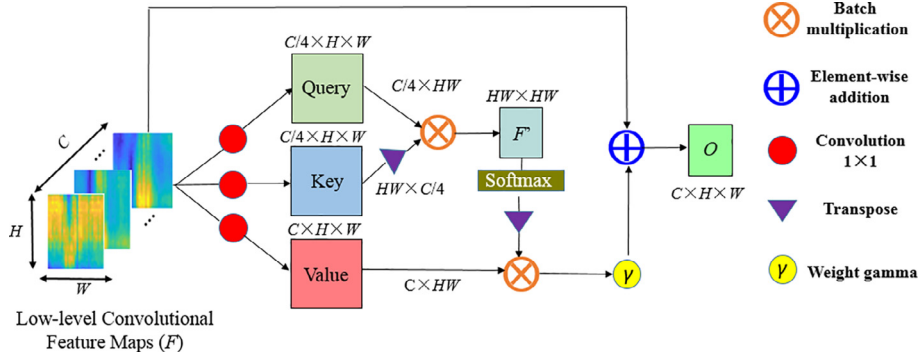 C/4×H×W
Query
C/4×HW
C/4×H×W
Key
HW×C/4
C×H×W
Value
C×HW
HW×HW
F'
Softmax
γ
O
C×H×W
C
...
...
H
W
Low-level Convolutional
Feature Maps (F)
Batch
multiplication
Element-wise
addition
Convolution
1×1
Transpose
γ
Weight gamma